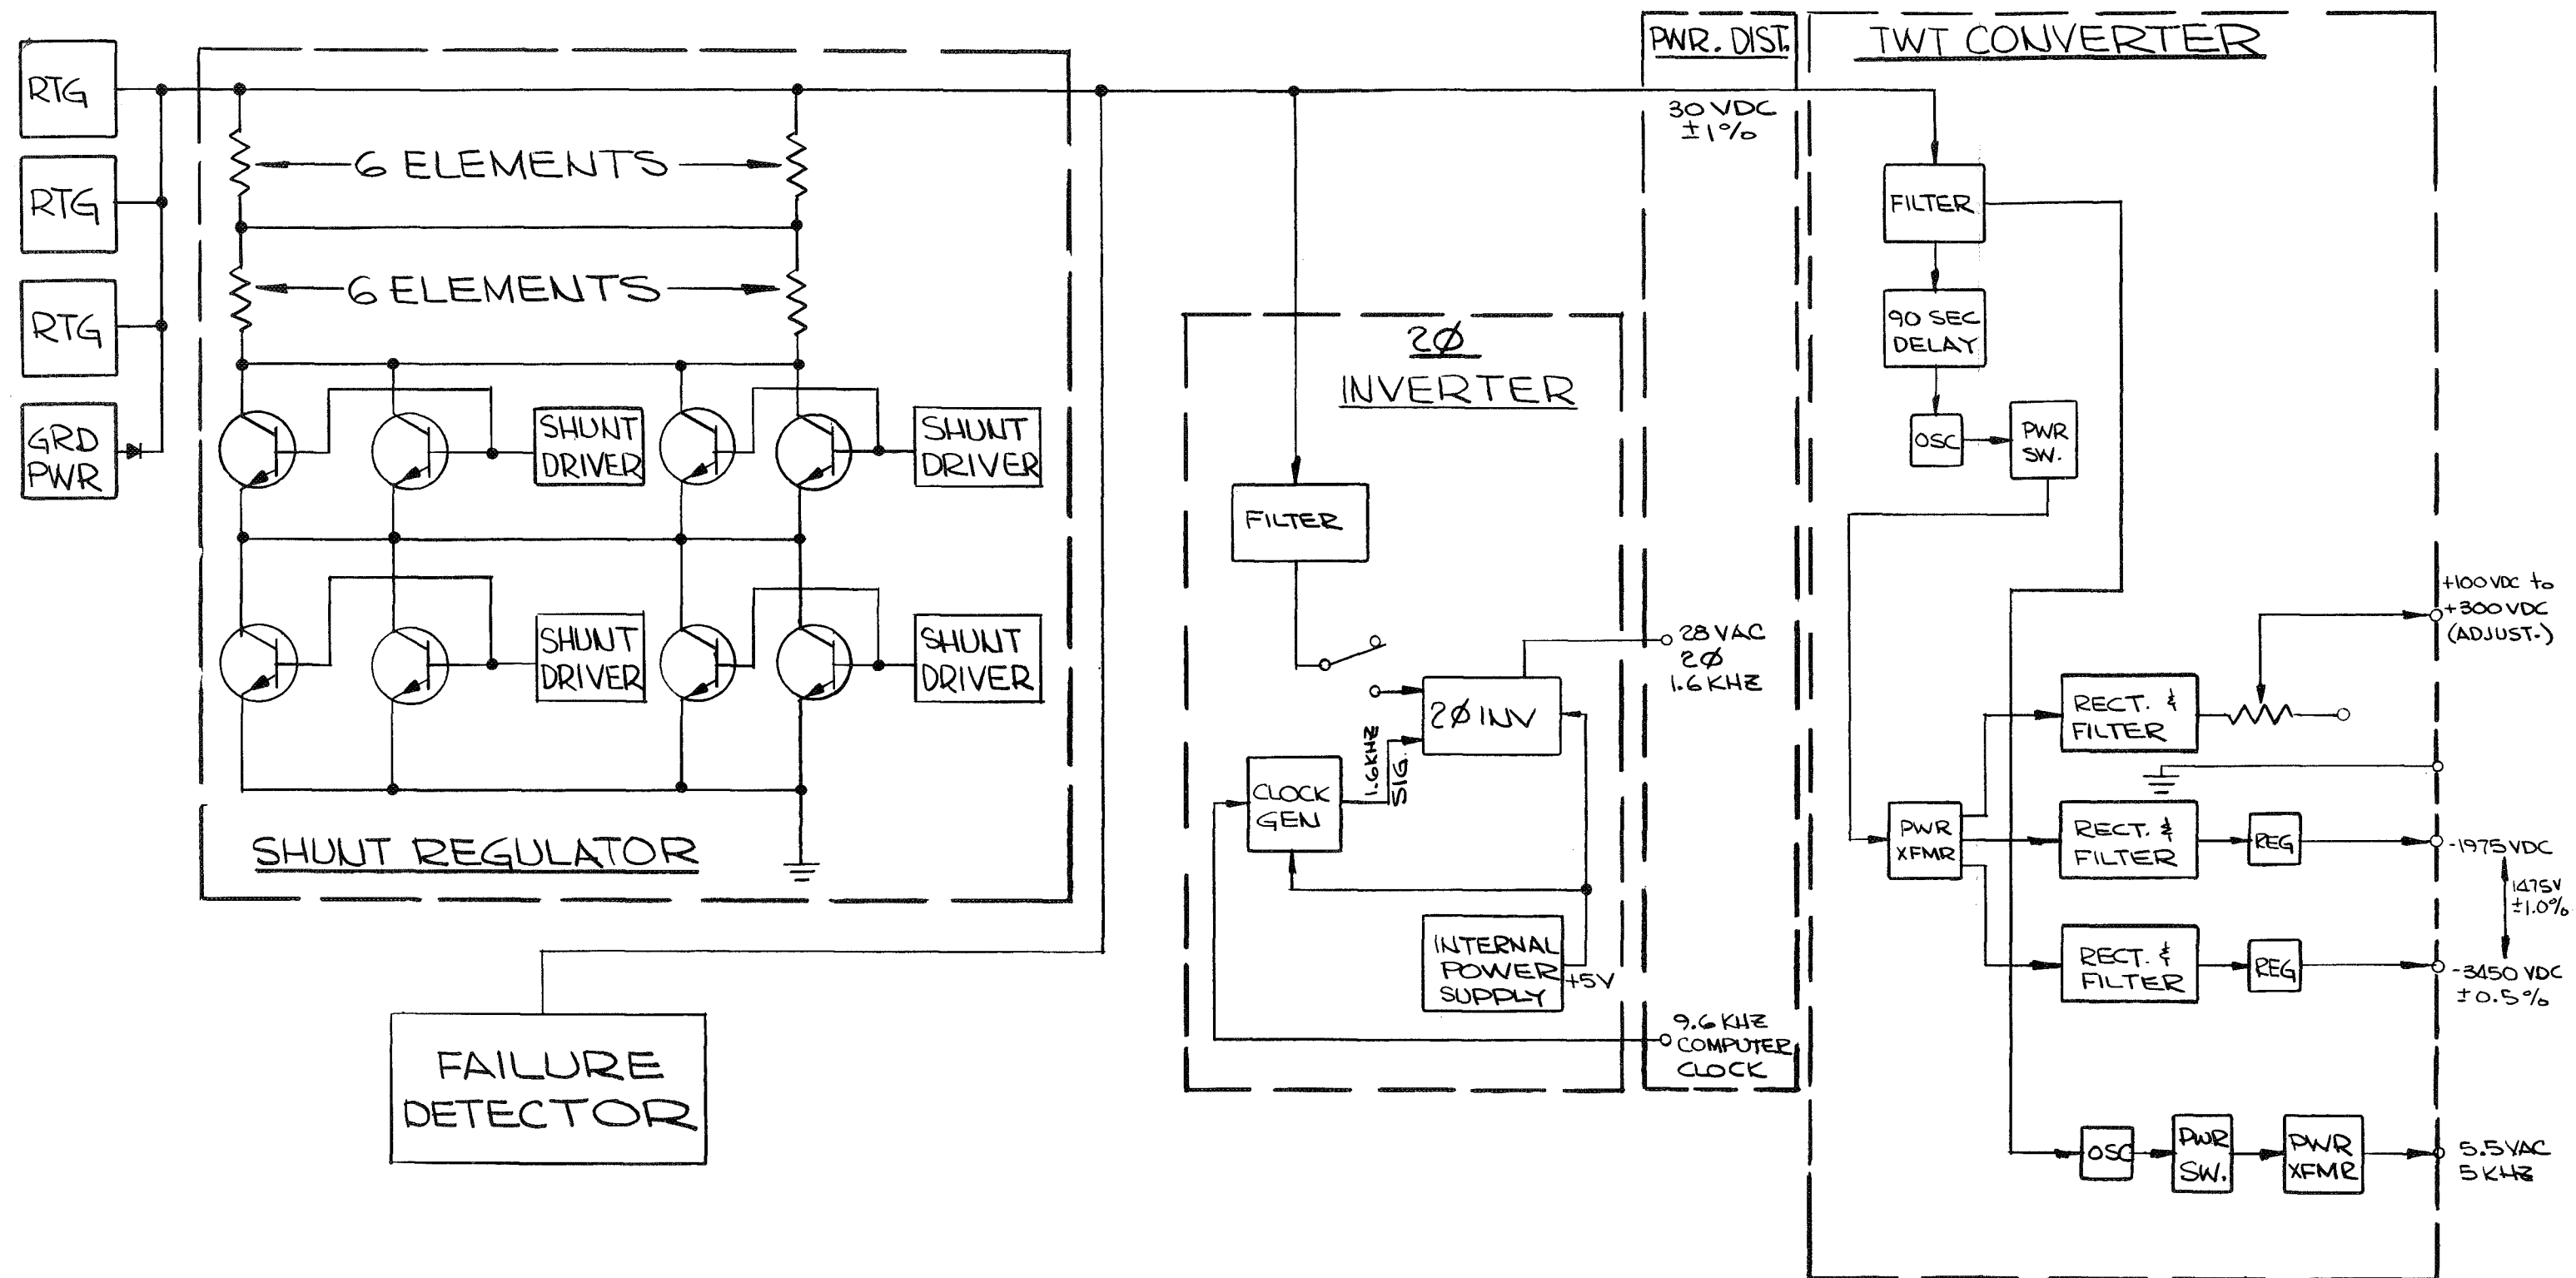 RTG
RTG
RTG
GRD
PWR
6 ELEMENTS
6 ELEMENTS
SHUNT
DRIVER
SHUNT
DRIVER
SHUNT
DRIVER
SHUNT
DRIVER
SHUNT REGULATOR
FAILURE
DETECTOR
2Ø
INVERTER
FILTER
2Ø INV
1.6KHZ
SIG.
CLOCK
GEN
INTERNAL
POWER
SUPPLY
+5V
PWR. DIST.
30 VDC
±1%
28 VAC
2Ø
1.6 KHZ
9.6 KHZ
COMPUTER
CLOCK
TWT CONVERTER
FILTER
90 SEC
DELAY
OSC
PWR
SW.
PWR
XFMR
RECT. &
FILTER
RECT. &
FILTER
REG
RECT. &
FILTER
REG
OSC
PWR
SW.
PWR
XFMR
+100 VDC to
+300 VDC
(ADJUST.)
-1975 VDC
1475V
±1.0%
-3450 VDC
±0.5%
5.5 VAC
5 KHZ